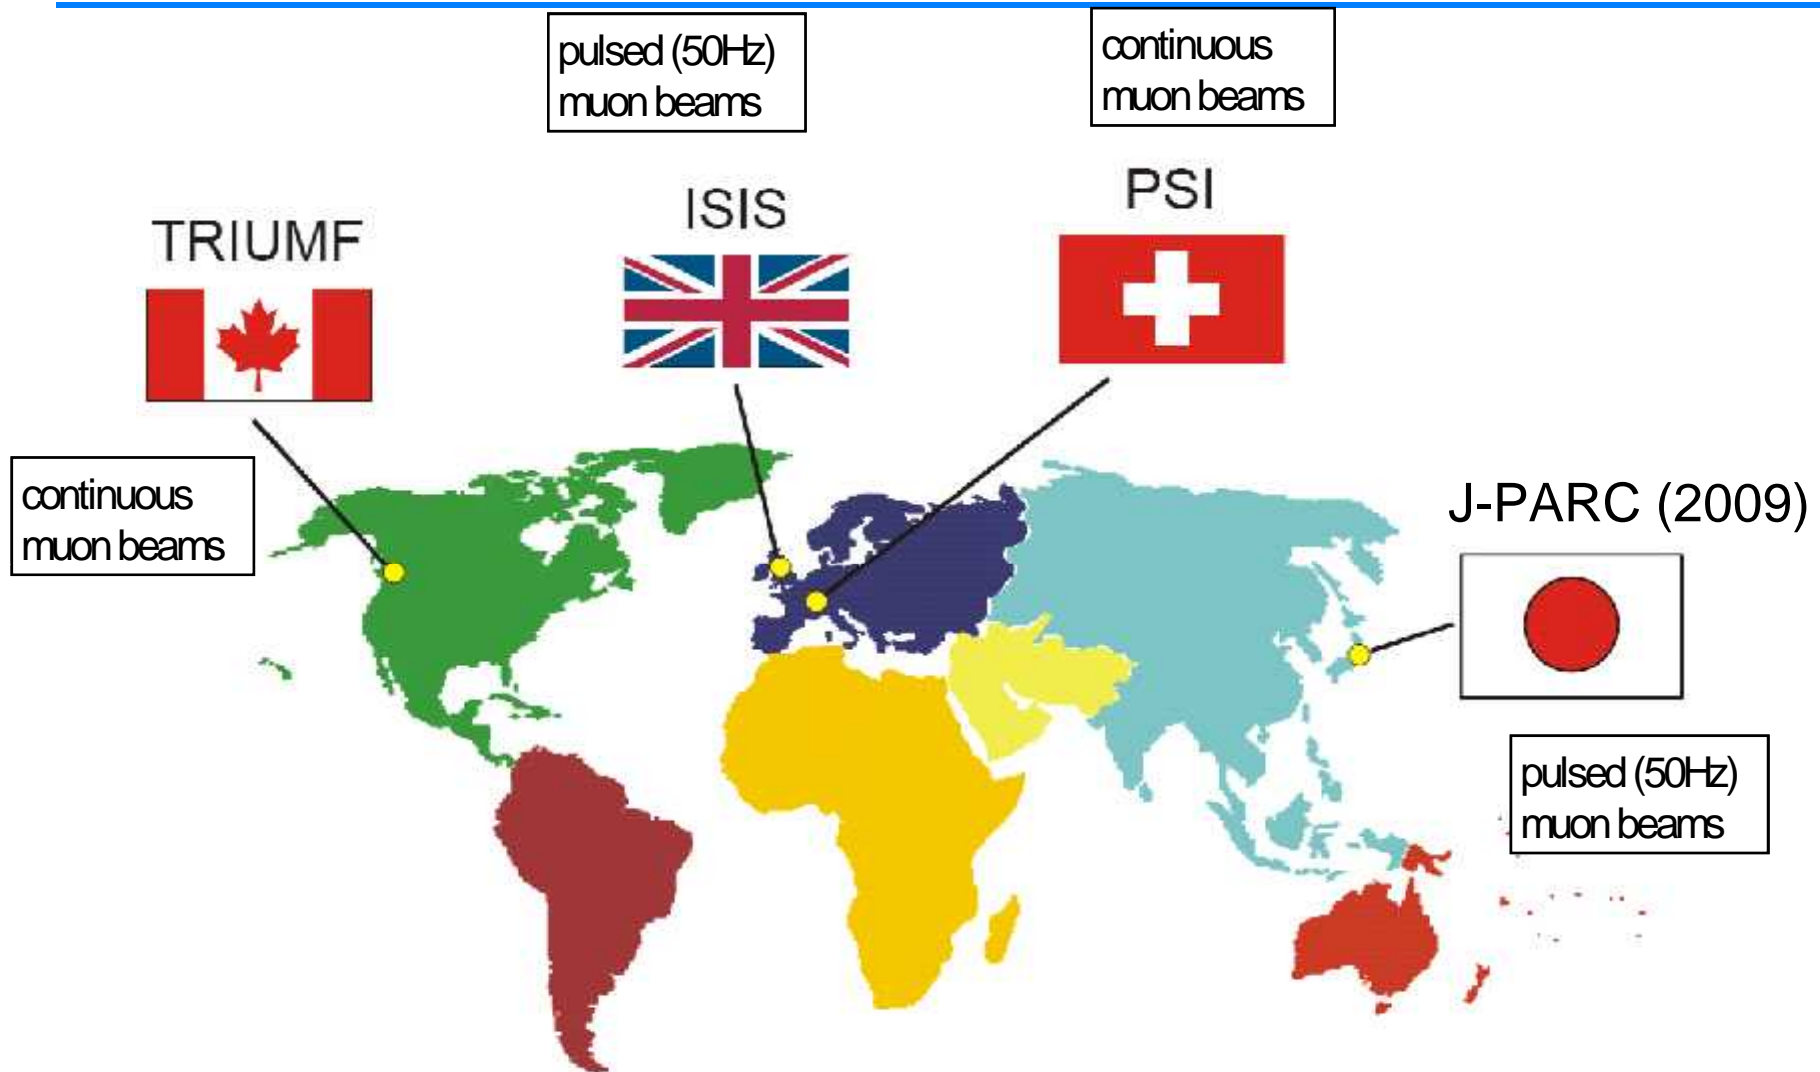 pulsed (50Hz)
muon beams
continuous
muon beams
TRIUMF
ISIS
PSI
continuous
muon beams
J-PARC (2009)
pulsed (50Hz)
muon beams